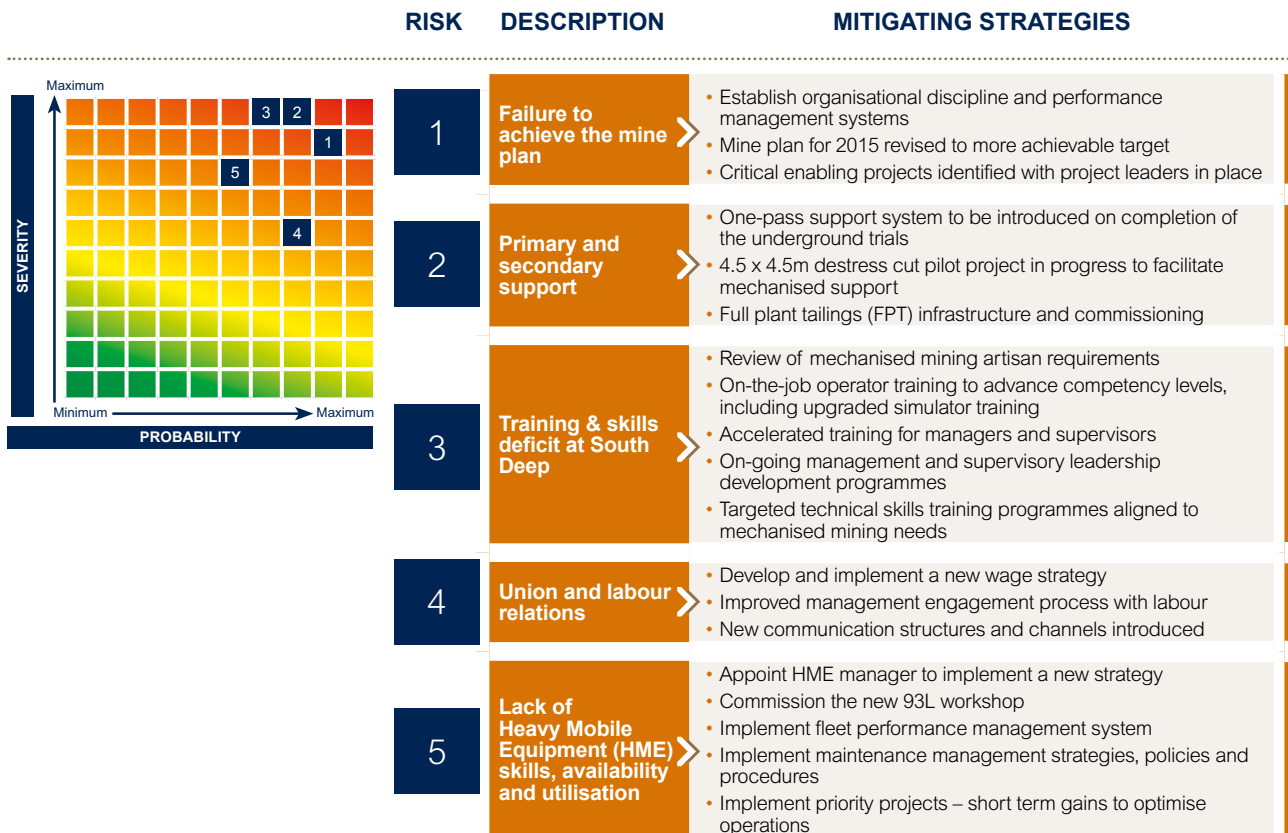 RISK DESCRIPTION MITIGATING STRATEGIES
Maximum
3 2
1
5
4
SEVERITY
Minimum Maximum
PROBABILITY
1
Failure to
achieve the mine
plan
• Establish organisational discipline and performance
management systems
• Mine plan for 2015 revised to more achievable target
• Critical enabling projects identified with project leaders in place
2
Primary and
secondary
support
• One-pass support system to be introduced on completion of
the underground trials
• 4.5 x 4.5m destress cut pilot project in progress to facilitate
mechanised support
• Full plant tailings (FPT) infrastructure and commissioning
3
Training & skills
deficit at South
Deep
• Review of mechanised mining artisan requirements
• On-the-job operator training to advance competency levels,
including upgraded simulator training
• Accelerated training for managers and supervisors
• On-going management and supervisory leadership
development programmes
• Targeted technical skills training programmes aligned to
mechanised mining needs
4
Union and labour
relations
• Develop and implement a new wage strategy
• Improved management engagement process with labour
• New communication structures and channels introduced
5
Lack of
Heavy Mobile
Equipment (HME)
skills, availability
and utilisation
• Appoint HME manager to implement a new strategy
• Commission the new 93L workshop
• Implement fleet performance management system
• Implement maintenance management strategies, policies and
procedures
• Implement priority projects – short term gains to optimise
operations